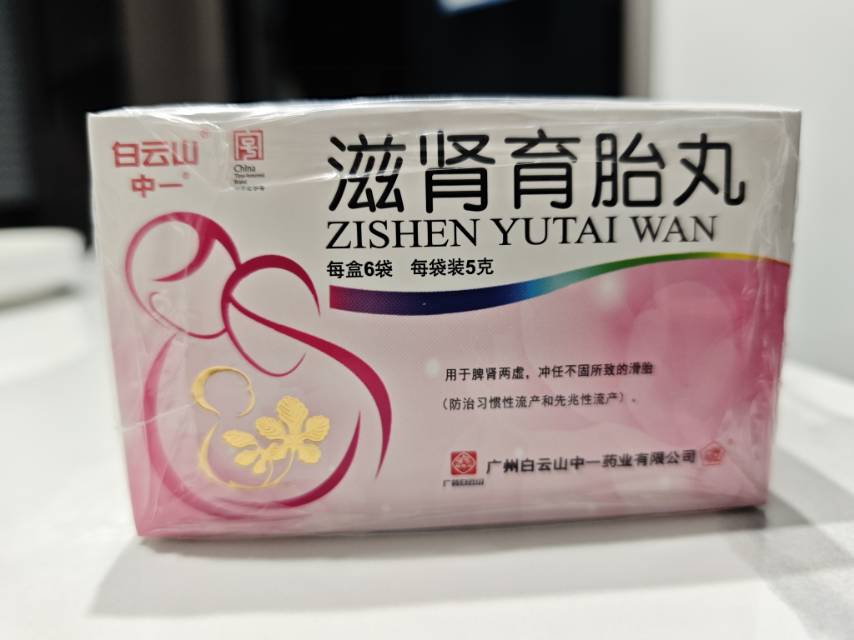 白云山®
中一®
China
滋肾育胎丸
ZISHEN YUTAI WAN
每盒6袋 每袋装5克
用于脾肾两虚，冲任不固所致的滑胎
（防治习惯性流产和先兆性流产）。
广州白云山中一药业有限公司